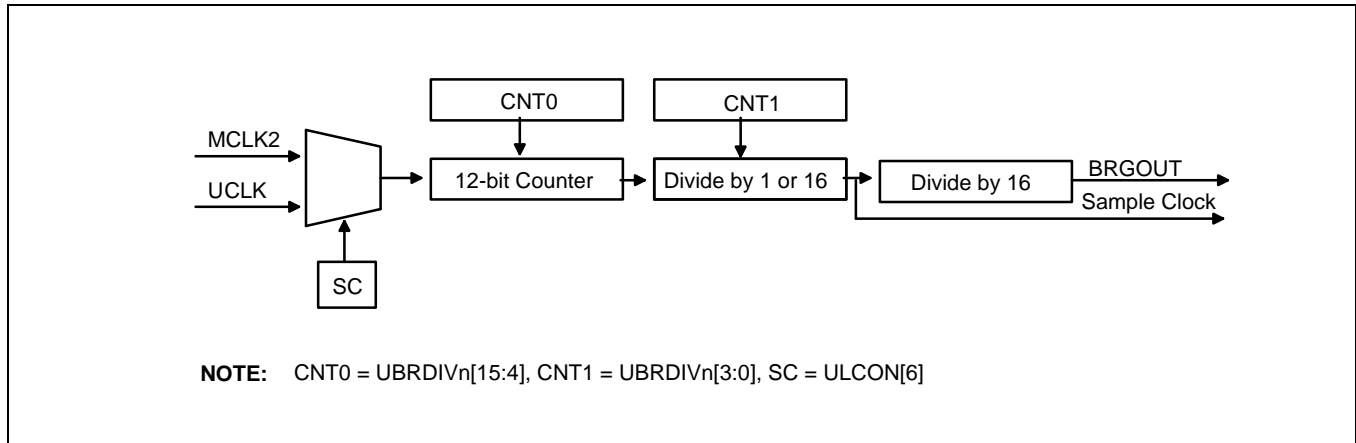 CNT0
CNT1
MCLK2
12-bit Counter
Divide by 1 or 16
Divide by 16
BRGOUT
UCLK
Sample Clock
SC
NOTE: CNT0 = UBRDIVn[15:4], CNT1 = UBRDIVn[3:0], SC = ULCON[6]